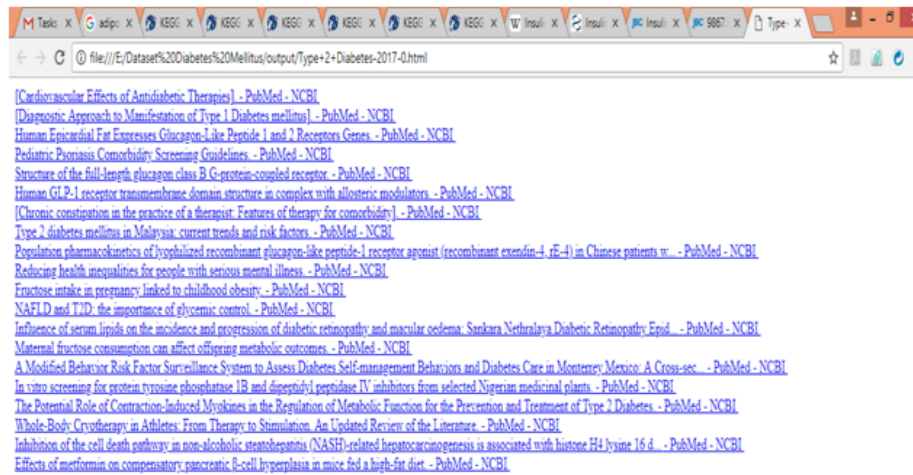 Tasks
adipo
KEGG
KEGG
KEGG
KEGG
KEGG
KEGG
Insuli
Insuli
Insuli
9867
Type-
file:///E:/Dataset%20Diabetes%20Mellitus/output/Type+2+Diabetes-2017-0.html
[Cardiovascular Effects of Antidiabetic Therapies]. - PubMed - NCBI
[Diagnostic Approach to Manifestation of Type 1 Diabetes mellitus]. - PubMed - NCBI
Human Epicardial Fat Expresses Glucagon-Like Peptide 1 and 2 Receptors Genes. - PubMed - NCBI
Pediatric Psoriasis Comorbidity Screening Guidelines. - PubMed - NCBI
Structure of the full-length glucagon class B G-protein-coupled receptor. - PubMed - NCBI
Human GLP-1 receptor transmembrane domain structure in complex with allosteric modulators. - PubMed - NCBI
[Chronic constipation in the practice of a therapist: Features of therapy for comorbidity]. - PubMed - NCBI
Type 2 diabetes mellitus in Malaysia: current trends and risk factors. - PubMed - NCBI
Population pharmacokinetics of lyophilized recombinant glucagon-like peptide-1 receptor agonist (recombinant exendin-4, rE-4) in Chinese patients w... - PubMed - NCBI
Reducing health inequalities for people with serious mental illness. - PubMed - NCBI
Fructose intake in pregnancy linked to childhood obesity. - PubMed - NCBI
NAFLD and T2D: the importance of glycemic control. - PubMed - NCBI
Influence of serum lipids on the incidence and progression of diabetic retinopathy and macular oedema: Sankara Nethralaya Diabetic Retinopathy Epid... - PubMed - NCBI
Maternal fructose consumption can affect offspring metabolic outcomes. - PubMed - NCBI
A Modified Behavior Risk Factor Surveillance System to Assess Diabetes Self-management Behaviors and Diabetes Care in Monterrey Mexico: A Cross-sec... - PubMed - NCBI
In vitro screening for protein tyrosine phosphatase 1B and dipeptidyl peptidase IV inhibitors from selected Nigerian medicinal plants. - PubMed - NCBI
The Potential Role of Contraction-Induced Myokines in the Regulation of Metabolic Function for the Prevention and Treatment of Type 2 Diabetes. - PubMed - NCBI
Whole-Body Cryotherapy in Athletes: From Therapy to Stimulation. An Updated Review of the Literature. - PubMed - NCBI
Inhibition of the cell death pathway in non-alcoholic steatohepatitis (NASH)-related hepatocarcinogenesis is associated with histone H4 lysine 16 d... - PubMed - NCBI
Effects of metformin on compensatory pancreatic β-cell hyperplasia in mice fed a high-fat diet. - PubMed - NCBI